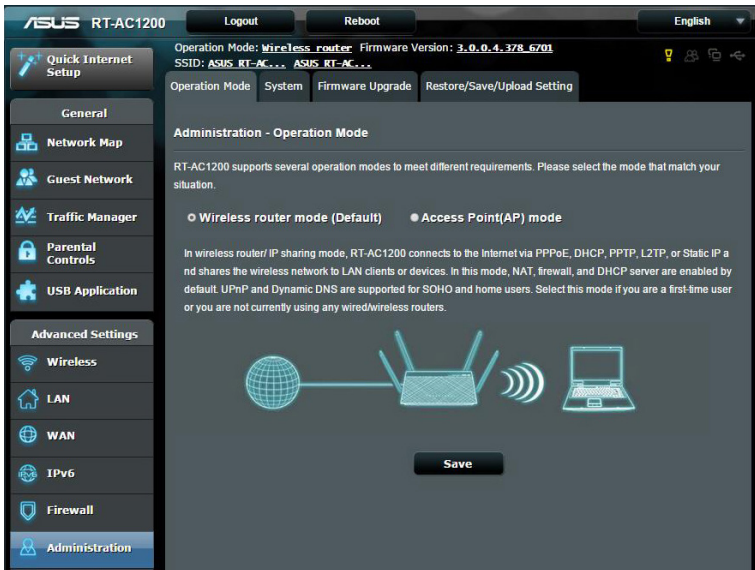 ASUS RT-AC1200 Logout Reboot English
Quick Internet Setup
Operation Mode: Wireless router Firmware Version: 3.0.0.4.378_6701
SSID: ASUS RT-AC... ASUS RT-AC...
Operation Mode System Firmware Upgrade Restore/Save/Upload Setting
General
Network Map
Guest Network
Traffic Manager
Parental Controls
USB Application
Advanced Settings
Wireless
LAN
WAN
IPv6
IPv6
Firewall
Administration
Administration - Operation Mode
RT-AC1200 supports several operation modes to meet different requirements. Please select the mode that match your
situation.
Wireless router mode (Default) Access Point(AP) mode
In wireless router/ IP sharing mode, RT-AC1200 connects to the Internet via PPPoE, DHCP, PPTP, L2TP, or Static IP a
nd shares the wireless network to LAN clients or devices. In this mode, NAT, firewall, and DHCP server are enabled by
default. UPnP and Dynamic DNS are supported for SOHO and home users. Select this mode if you are a first-time user
or you are not currently using any wired/wireless routers.
Save